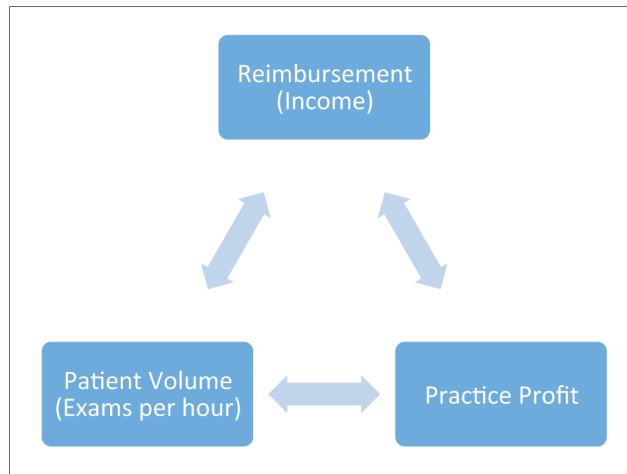 Reimbursement
(Income)
Patient Volume
(Exams per hour)
Practice Profit